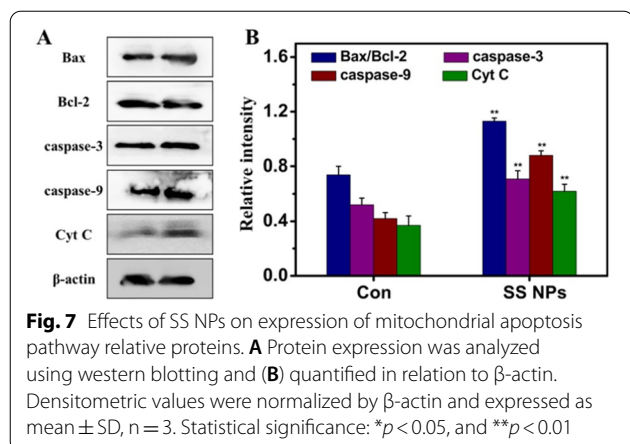 A
Bax
Bcl-2
caspase-3
caspase-9
Cyt C
β-actin
B
Relative intensity
1.6
1.2
0.8
0.4
0.0
Bax/Bcl-2
caspase-3
caspase-9
Cyt C
**
**
**
**
Con
SS NPs
Fig. 7 Effects of SS NPs on expression of mitochondrial apoptosis
pathway relative proteins. A Protein expression was analyzed
using western blotting and (B) quantified in relation to β-actin.
Densitometric values were normalized by β-actin and expressed as
mean ± SD, n = 3. Statistical significance: *p < 0.05, and **p < 0.01